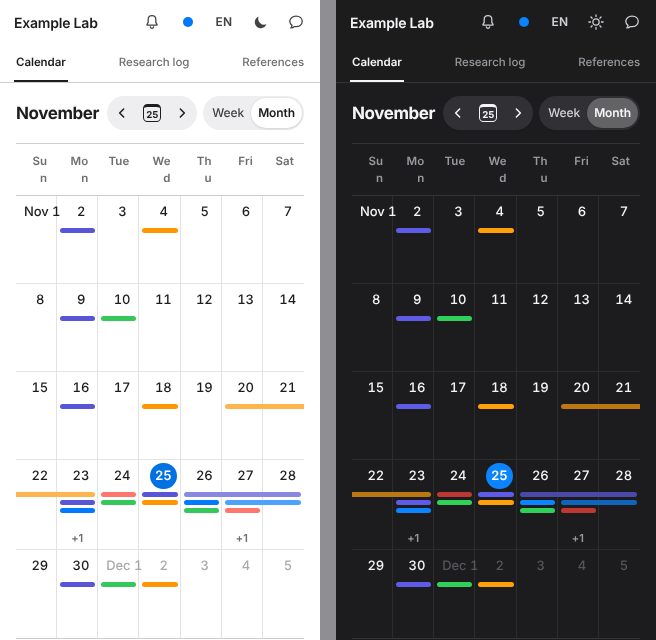 Example Lab EN
Calendar Research log References
November 25 Week Month
Su
n Mo
n Tue We
d Th
u Fri Sat
Nov 1 2 3 4 5 6 7
8 9 10 11 12 13 14
15 16 17 18 19 20 21
22 23 24 25 26 27 28
+1 +1
29 30 Dec 1 2 3 4 5
Example Lab EN
Calendar Research log References
November 25 Week Month
Su
n Mo
n Tue We
d Th
u Fri Sat
Nov 1 2 3 4 5 6 7
8 9 10 11 12 13 14
15 16 17 18 19 20 21
22 23 24 25 26 27 28
+1 +1
29 30 Dec 1 2 3 4 5